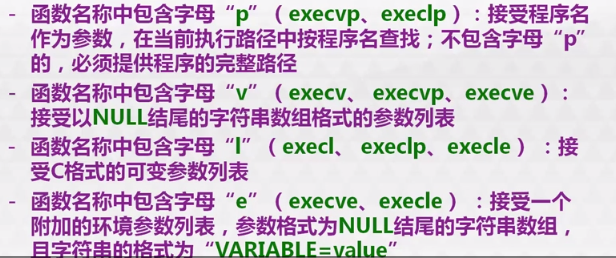 - 函数名称中包含字母“p”（execvp、execlp）：接受程序名
作为参数，在当前执行路径中按程序名查找；不包含字母“p”
的，必须提供程序的完整路径
- 函数名称中包含字母“v”（execv、 execvp、execve）：
接受以NULL结尾的字符串数组格式的参数列表
- 函数名称中包含字母“l”（execl、 execlp、execle）：接
受C格式的可变参数列表
- 函数名称中包含字母“e”（execve、execle）：接受一个
附加的环境参数列表，参数格式为NULL结尾的字符串数组，
且字符串的格式为“VARIABLE=value”